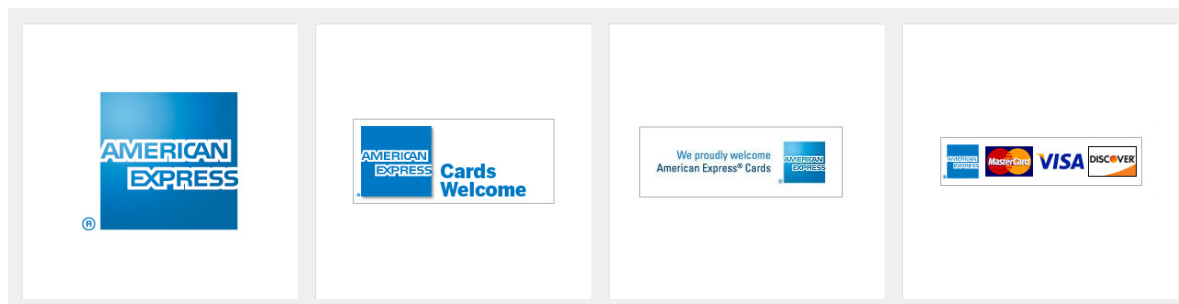 AMERICAN
EXPRESS
®
AMERICAN
EXPRESS
®
Cards
Welcome
We proudly welcome
American Express® Cards
AMERICAN
EXPRESS
®
AMERICAN
EXPRESS
®
MasterCard
VISA
DISCOVER